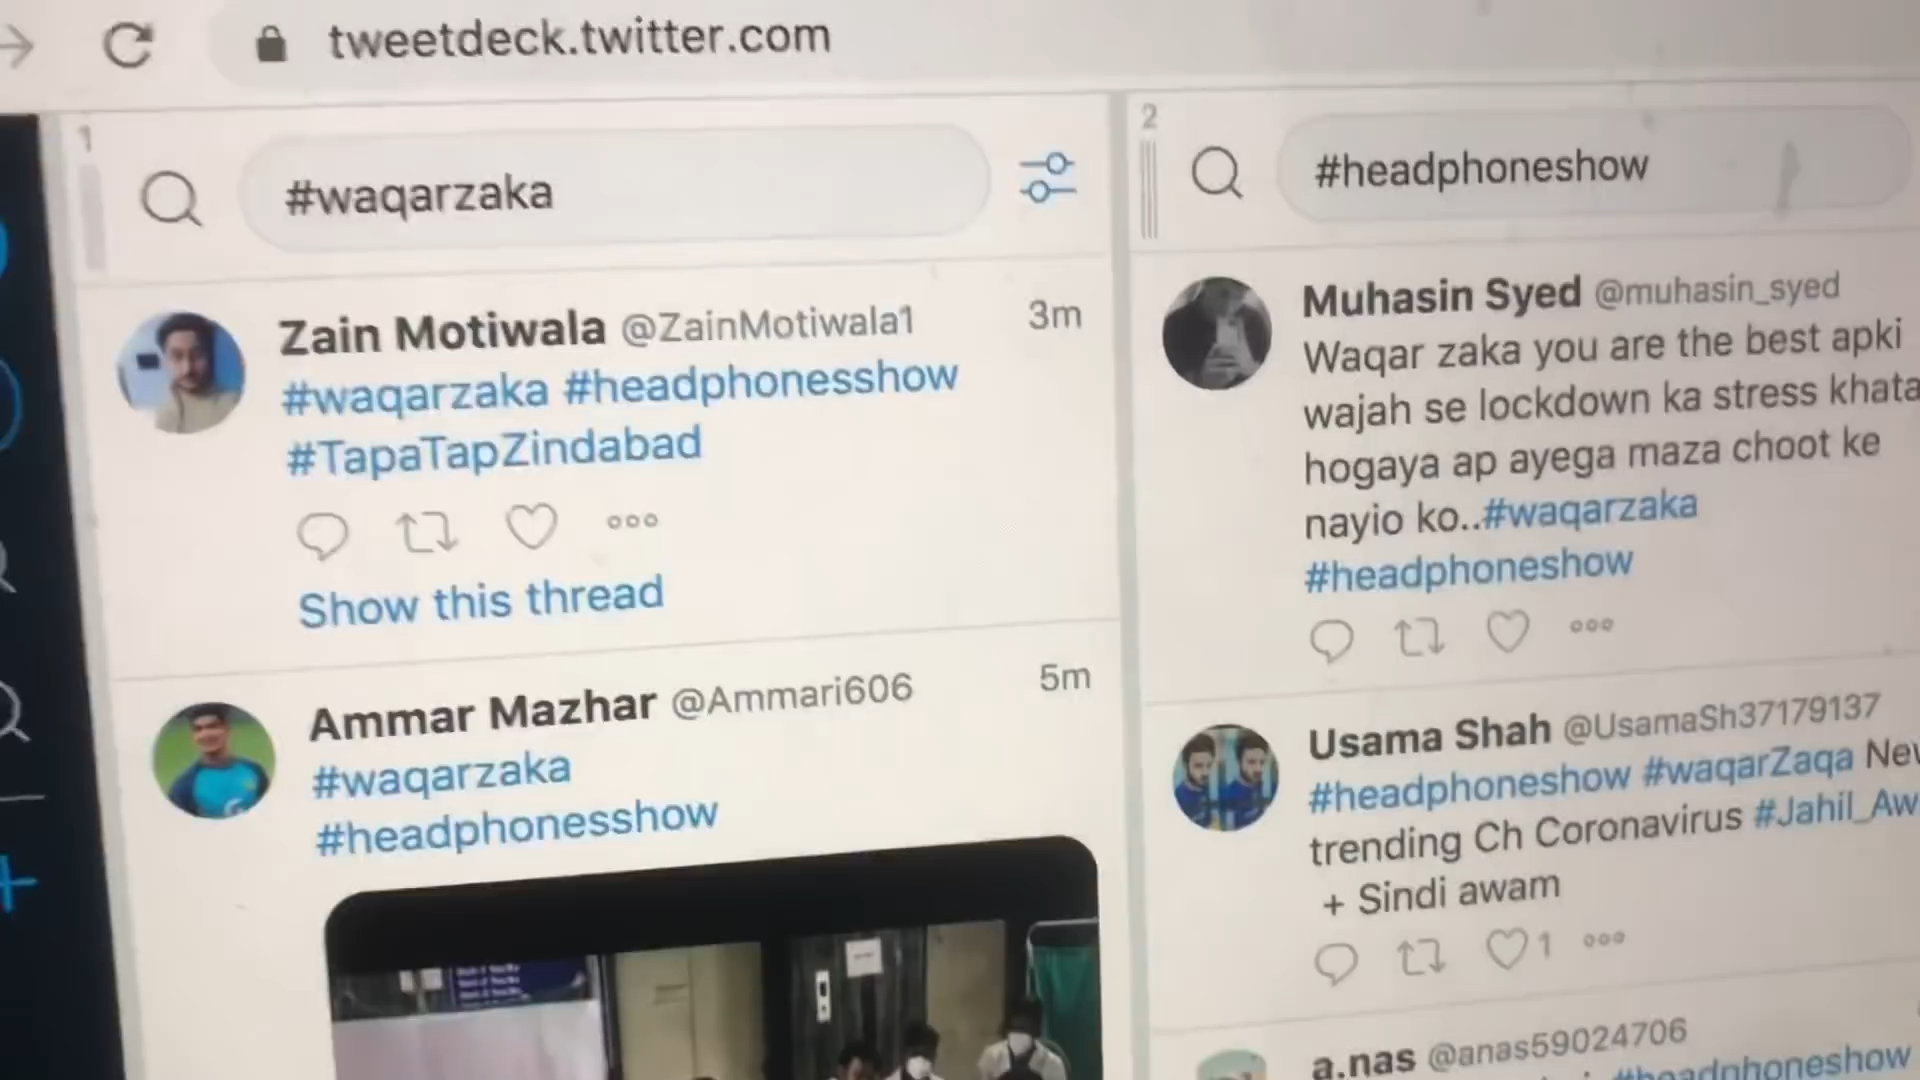 tweetdeck.twitter.com
1
#waqarzaka
Zain Motiwala @ZainMotiwala1 3m
#waqarzaka #headphonesshow
#TapaTapZindabad
Show this thread
Ammar Mazhar @Ammari606 5m
#waqarzaka
#headphonesshow
2
#headphoneshow
Muhasin Syed @muhasin_syed
Waqar zaka you are the best apki
wajah se lockdown ka stress khata
hogaya ap ayega maza choot ke
nayio ko..#waqarzaka
#headphoneshow
Usama Shah @UsamaSh37179137
#headphoneshow #waqarZaqa New
trending Ch Coronavirus #Jahil_Aw
+ Sindi awam
1
a.nas @anas59024706
#headphoneshow